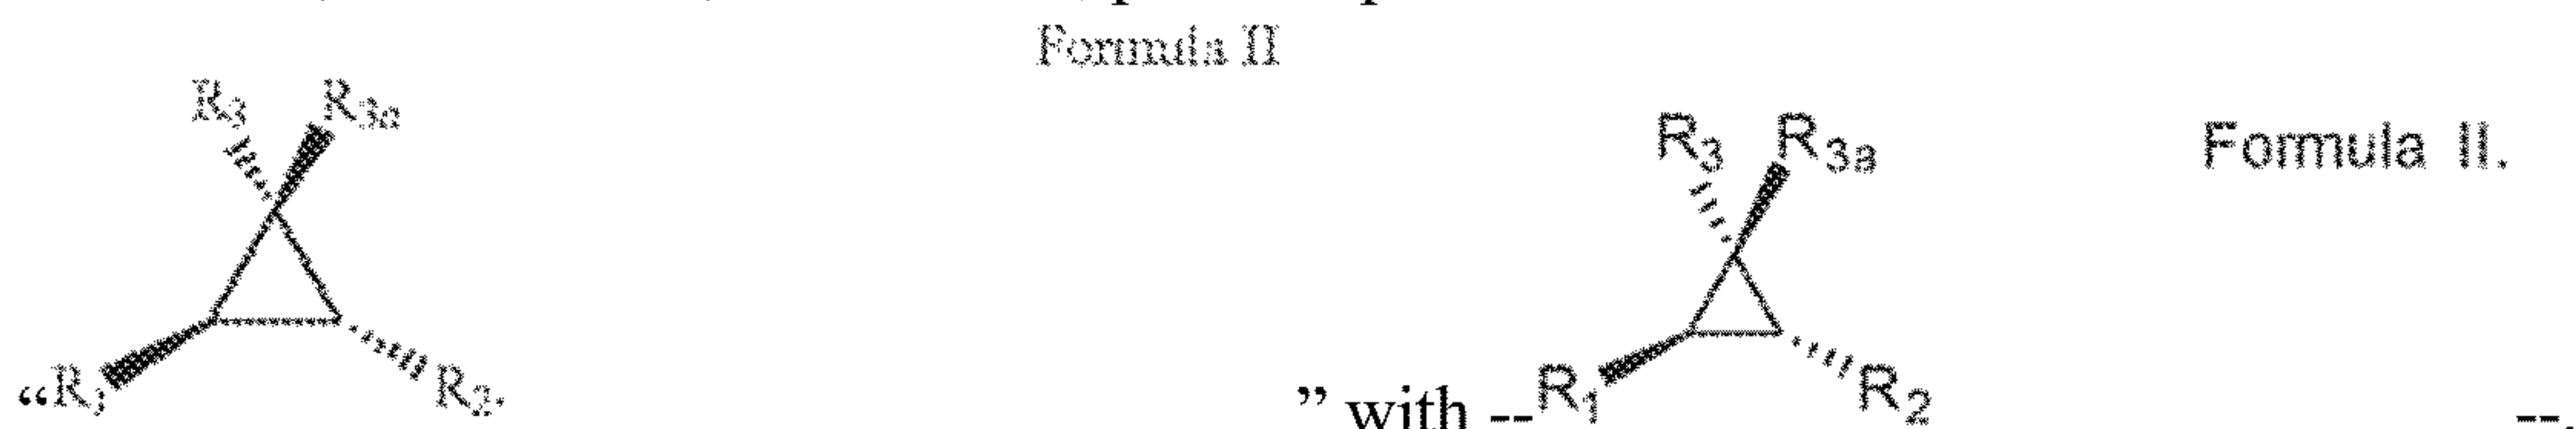 Formula II
R3 R3a
R3 R3a Formula II.
“R1 R2.
” with --R1 R2 --.